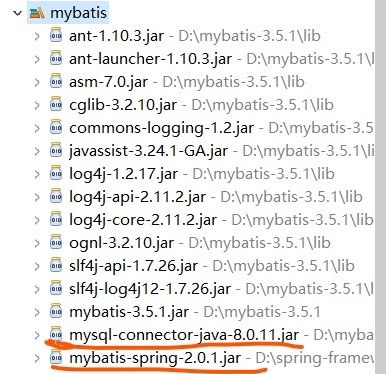 mybatis
ant-1.10.3.jar - D:\mybatis-3.5.1\lib
ant-launcher-1.10.3.jar - D:\mybatis-3.5.1\l
asm-7.0.jar - D:\mybatis-3.5.1\lib
cglib-3.2.10.jar - D:\mybatis-3.5.1\lib
commons-logging-1.2.jar - D:\mybatis-3.5.1\
javassist-3.24.1-GA.jar - D:\mybatis-3.5.1\l
log4j-1.2.17.jar - D:\mybatis-3.5.1\lib
log4j-api-2.11.2.jar - D:\mybatis-3.5.1\lib
log4j-core-2.11.2.jar - D:\mybatis-3.5.1\lib
ognl-3.2.10.jar - D:\mybatis-3.5.1\lib
slf4j-api-1.7.26.jar - D:\mybatis-3.5.1\lib
slf4j-log4j12-1.7.26.jar - D:\mybatis-3.5.1\l
mybatis-3.5.1.jar - D:\mybatis-3.5.1
mysql-connector-java-8.0.11.jar - D:\mybatis
mybatis-spring-2.0.1.jar - D:\spring-framew